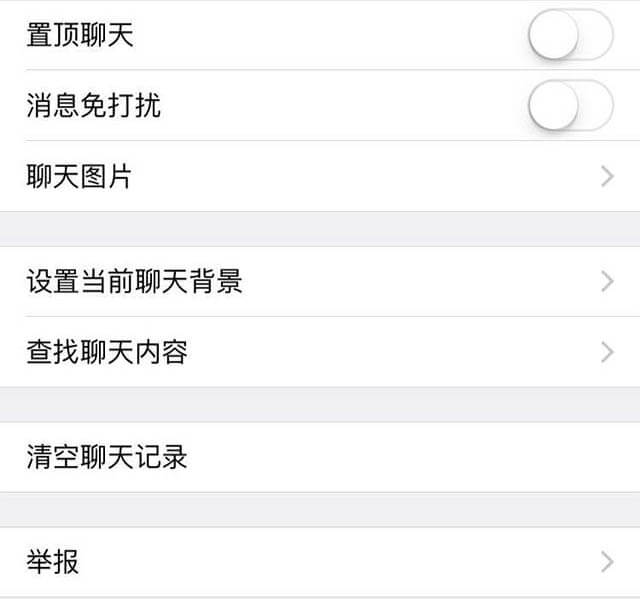 置顶聊天
消息免打扰
聊天图片
设置当前聊天背景
查找聊天内容
清空聊天记录
举报